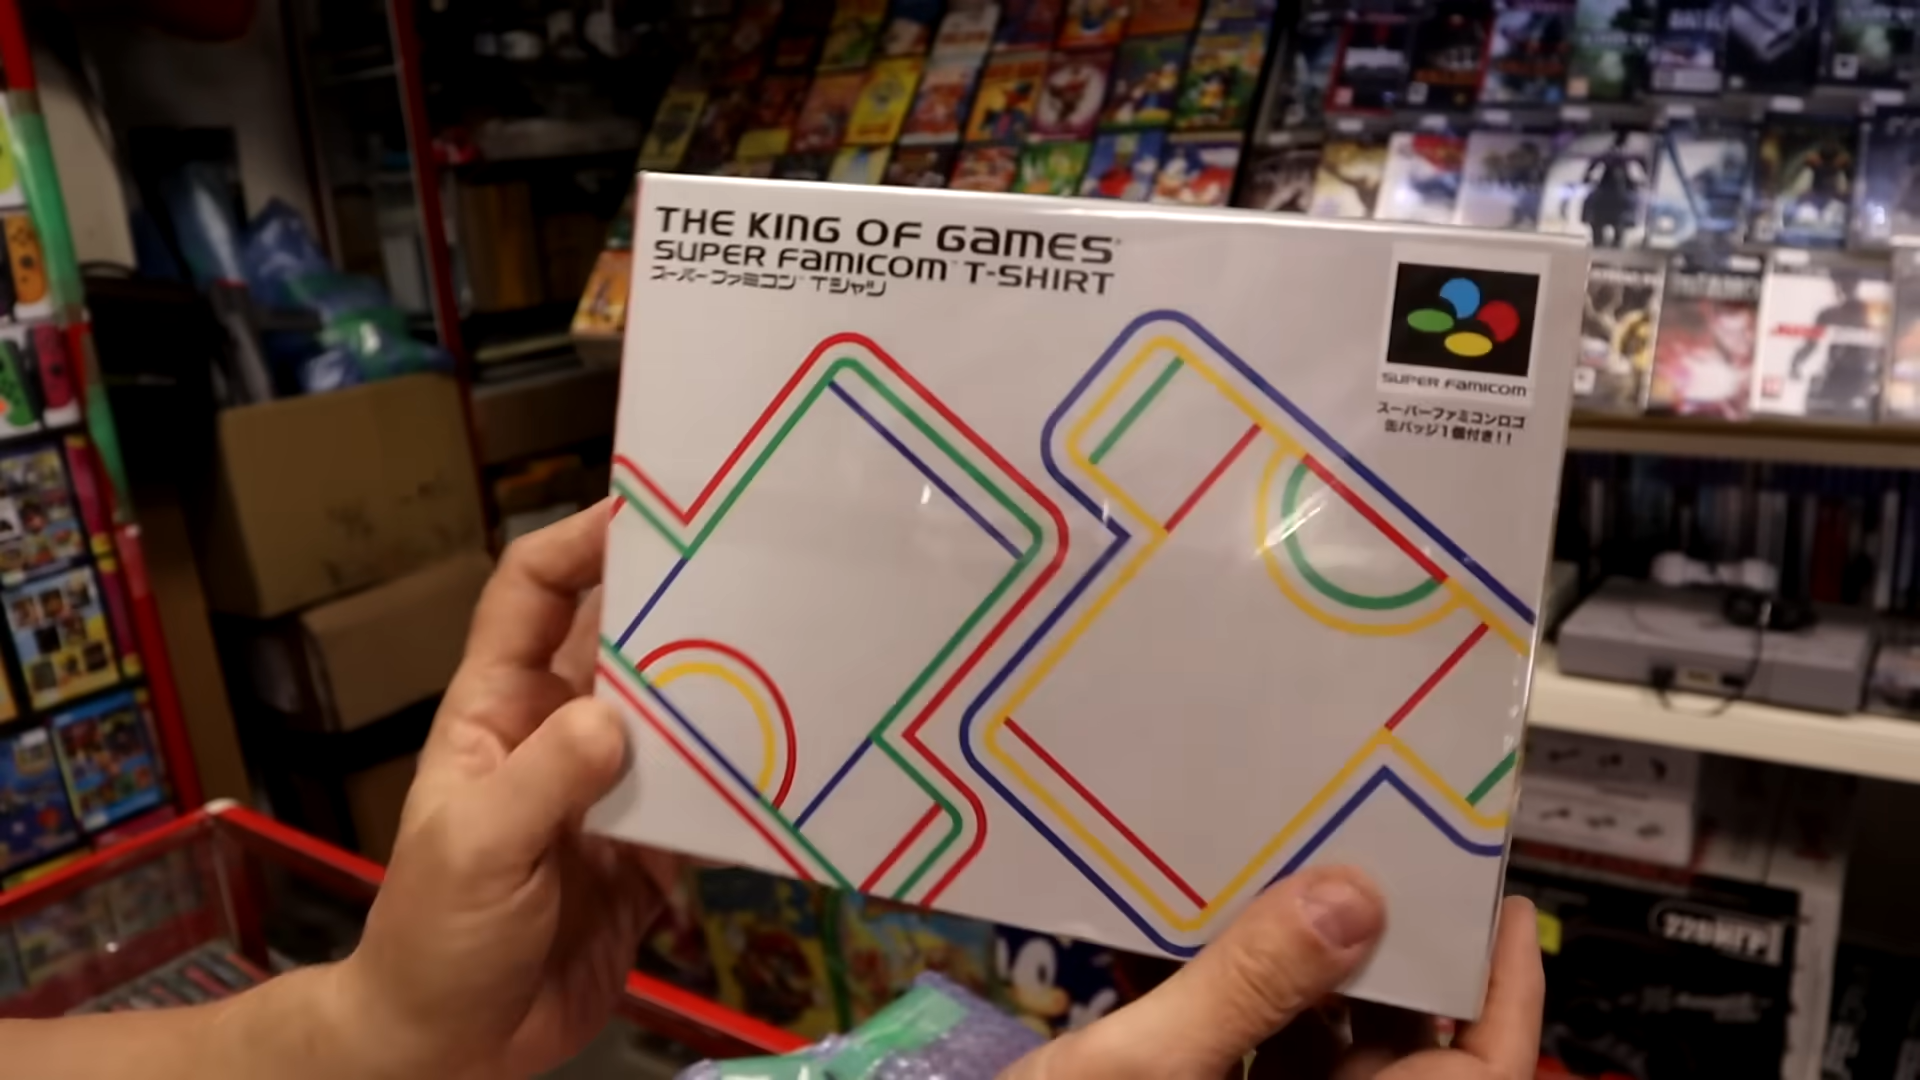 THE KING OF GAMES
SUPER FAMICOM™ T-SHIRT
スーパーファミコン™ Tシャツ
SUPER FAMICOM
スーパーファミコンロゴ
缶バッジ1個付き!!